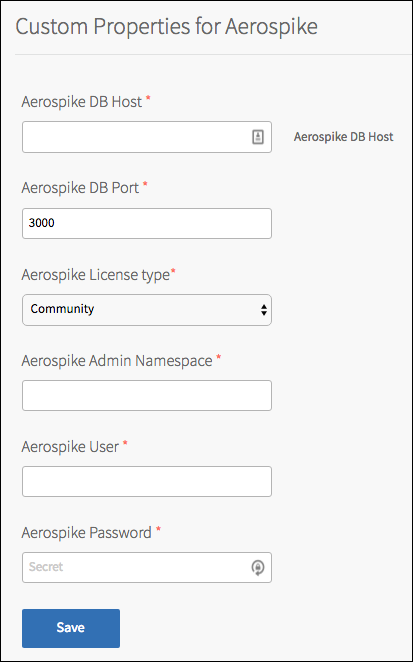 Custom Properties for Aerospike
Aerospike DB Host *
Aerospike DB Host
Aerospike DB Port *
3000
Aerospike License type*
Community
Aerospike Admin Namespace *
Aerospike User *
Aerospike Password *
Secret
Save